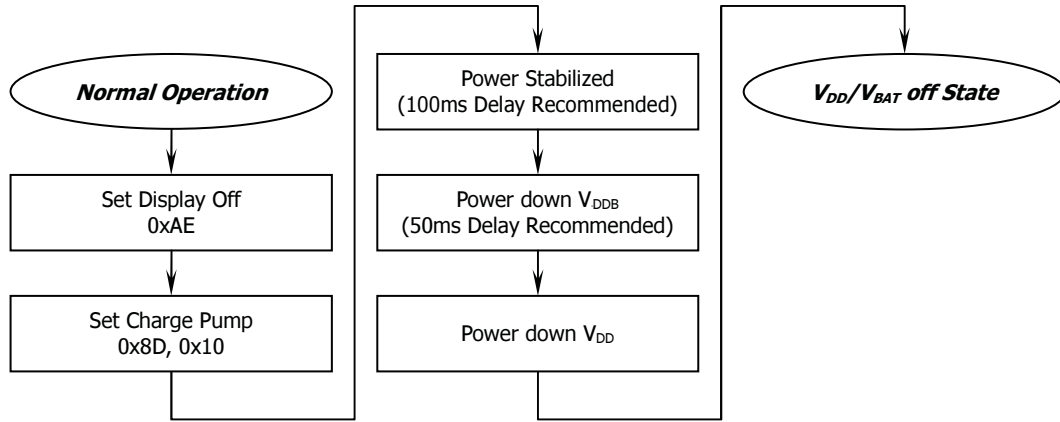 Normal Operation
Set Display Off
0xAE
Set Charge Pump
0x8D, 0x10
Power Stabilized
(100ms Delay Recommended)
Power down VDDB
(50ms Delay Recommended)
Power down VDD
VDD/VBAT off State